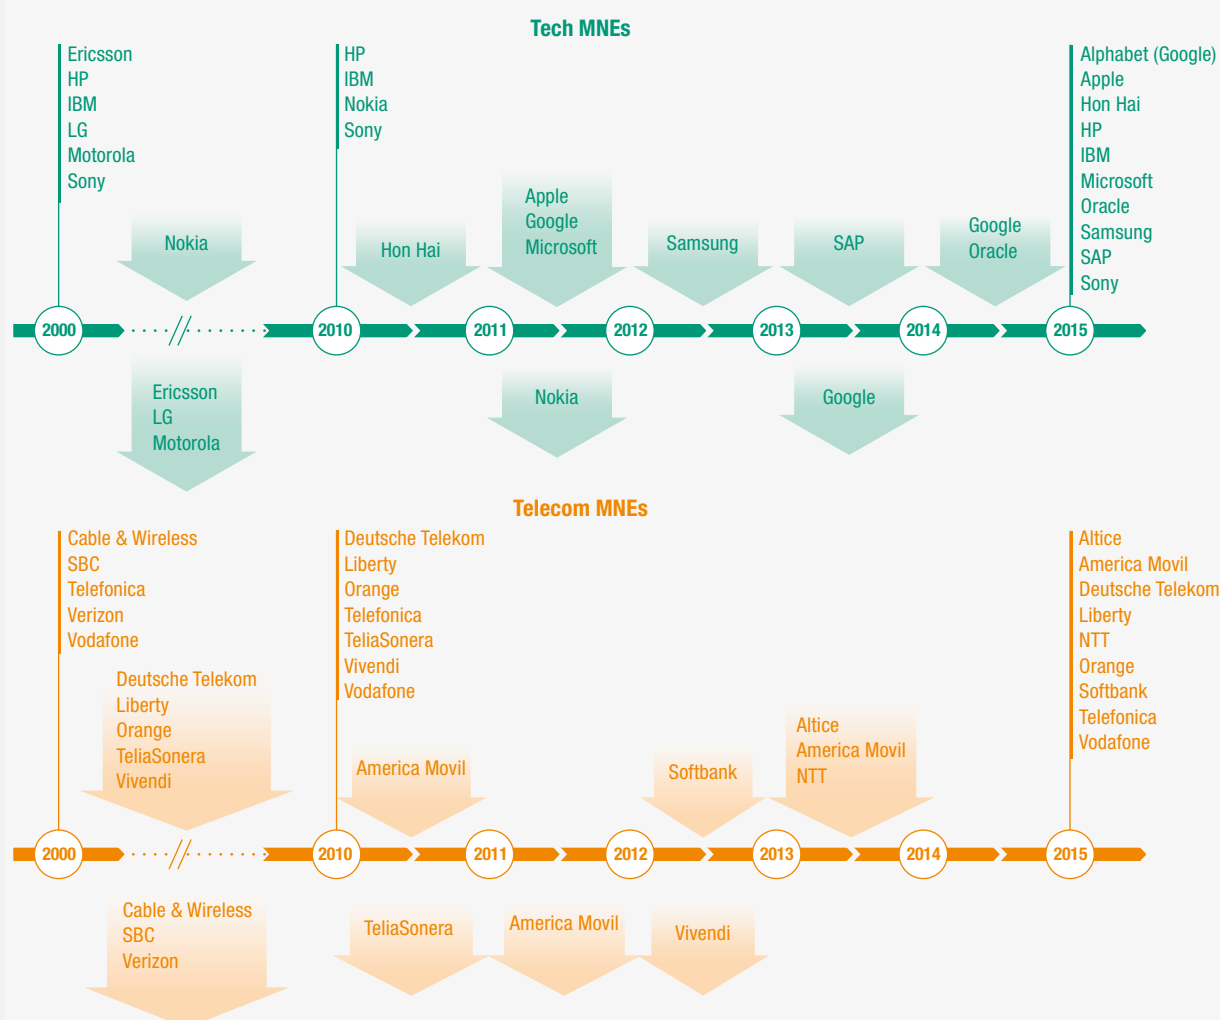 Tech MNEs
Ericsson
HP
IBM
LG
Motorola
Sony
HP
IBM
Nokia
Sony
Alphabet (Google)
Apple
Hon Hai
HP
IBM
Microsoft
Oracle
Samsung
SAP
Sony
Nokia
Hon Hai
Apple
Google
Microsoft
Samsung
SAP
Google
Oracle
2000
2010
2011
2012
2013
2014
2015
Ericsson
LG
Motorola
Nokia
Google
Telecom MNEs
Cable & Wireless
SBC
Telefonica
Verizon
Vodafone
Deutsche Telekom
Liberty
Orange
Telefonica
TeliaSonera
Vivendi
Vodafone
Altice
America Movil
Deutsche Telekom
Liberty
NTT
Orange
Softbank
Telefonica
Vodafone
Deutsche Telekom
Liberty
Orange
TeliaSonera
Vivendi
America Movil
Softbank
Altice
America Movil
NTT
2000
2010
2011
2012
2013
2014
2015
Cable & Wireless
SBC
Verizon
TeliaSonera
America Movil
Vivendi